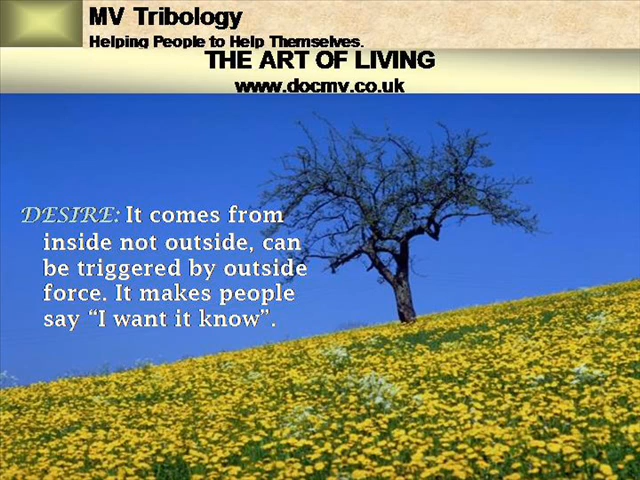 MV Tribology
Helping People to Help Themselves.
THE ART OF LIVING
www.docmv.co.uk
DESIRE: It comes from
inside not outside, can
be triggered by outside
force. It makes people
say “I want it know”.